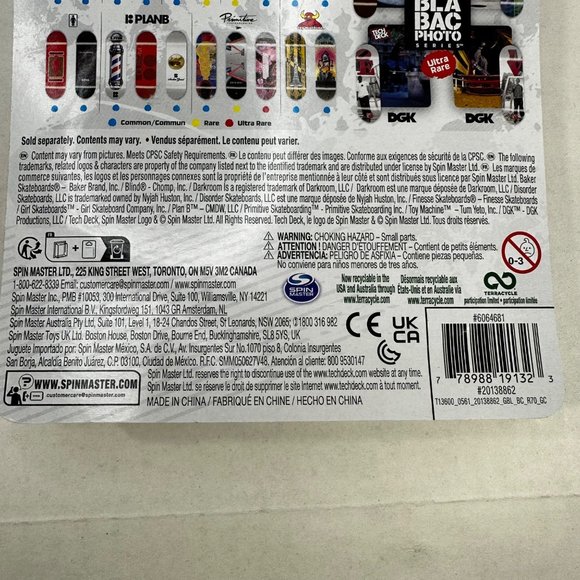 PLANB
Primitive
BLA
BAC
PHOTO
SERIES™
TECH DECK
Ultra Rare
DGK
DGK
Common/Commun Rare Ultra Rare
Sold separately. Contents may vary. • Vendus séparément. Le contenu peut varier.
Content may vary from pictures. Meets CPSC Safety Requirements. Le contenu peut différer des images. Conforme aux exigences de sécurité de la CPSC. The following
trademarks, related logos & characters are property of the company listed next to the identified trademark and are distributed under license by Spin Master Ltd. Les marques de
commerce suivantes, les logos et personnages connexes sont la propriété de l'entreprise mentionnée à leur côté et sont distribués sous licence par Spin Master Ltd. Baker
Skateboards® - Baker Brand, Inc. / Blind® - Chomp, Inc. / Darkroom is a registered trademark of Darkroom, LLC / Darkroom est une marque déposée de Darkroom, LLC / Disorder
Skateboards, LLC is trademarked owned by Nyjah Huston, Inc. / Disorder Skateboards, LLC est une marque déposée de Nyjah Huston, Inc. / Finesse Skateboards® - Finesse Skateboards
/ Girl Skateboards™ - Girl Skateboard Company, Inc. / Plan B™ - CMDW, LLC / Primitive Skateboarding™ - Primitive Skateboarding Inc. / Toy Machine™ - Tum Yeto, Inc. / DGK™ - DGK
Productions, LLC / Tech Deck, Spin Master Logo & © Spin Master Ltd. All rights reserved. / Tech Deck, le logo de Spin Master & © Spin Master Ltd. Tous droits réservés.
WARNING: CHOKING HAZARD – Small parts.
ATTENTION ! DANGER D'ÉTOUFFEMENT – Contient de petits éléments.
ADVERTENCIA: PELIGRO DE ASFIXIA – Contiene piezas pequeñas.
No conviene para niños menores de 36 meses.
0-3
FR
SPIN MASTER LTD., 225 KING STREET WEST, TORONTO, ON M5V 3M2 CANADA
1-800-622-8339 Email: customercare@spinmaster.com
Spin Master Inc., PMB #10053, 300 International Drive, Suite 100, Williamsville, NY 14221
Spin Master International B.V., Kingsfordweg 151, 1043 GR Amsterdam, NL
Spin Master Australia Pty Ltd, Suite 101, Level 1, 18-24 Chandos Street, St Leonards, NSW 2065; 1800 316 982
Spin Master Toys UK Ltd. Boston House, Boston Drive, Bourne End, Buckinghamshire, SL8 5YS, UK
Juguete importado por: Spin Master México, S.A. de C.V., Av. Insurgentes Sur No.1070 piso 8, Colonia Insurgentes
San Borja, Alcaldía Benito Juárez, C.P. 03100, Ciudad de México. R.F.C. SMM050627V45, Atención al cliente: 800 9530147
SPIN MASTER
Now recyclable in the
USA and Australia through
www.terracycle.com
Désormais recyclable aux
États-Unis et en Australie via
www.terracycle.com
TERRACYCLE
participation limited • participation limitée
CE UK CA
#6064681
7 78988 19132 3
#20138862
T13600_0561_20138862_GBL_BC_R70_GC
WWW.SPINMASTER.COM
customercare@spinmaster.com
Spin Master Ltd. reserves the right to discontinue use of the www.techdeck.com website at any time.
Spin Master Ltd. se réserve le droit de supprimer le site Internet www.techdeck.com à tout moment.
MADE IN CHINA / FABRIQUÉ EN CHINE / HECHO EN CHINA